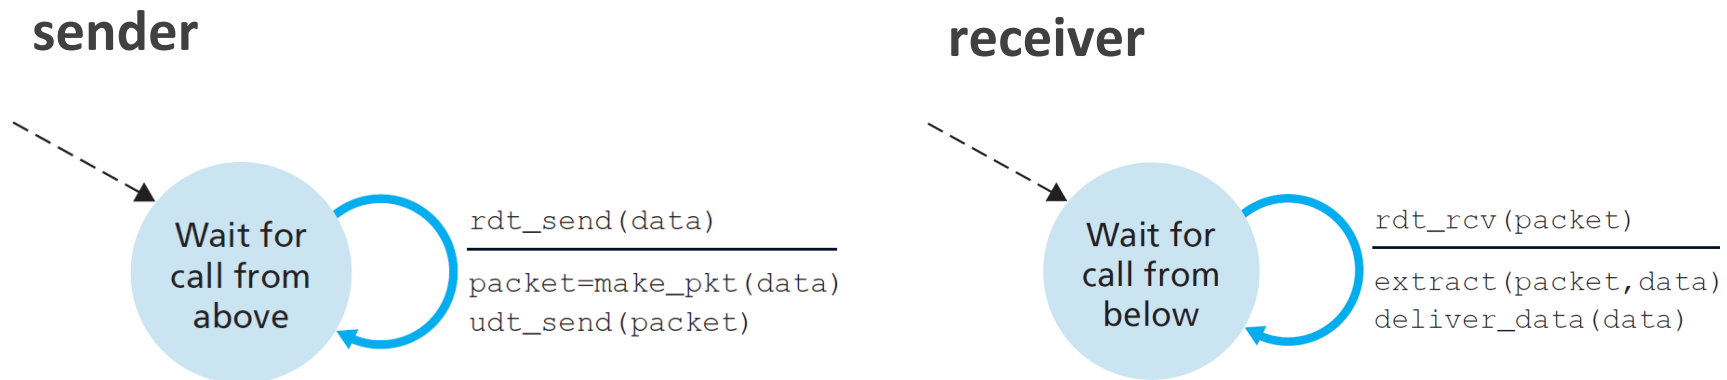 sender
Wait for
call from
above
rdt_send(data)
packet=make_pkt(data)
udt_send(packet)
receiver
Wait for
call from
below
rdt_rcv(packet)
extract(packet,data)
deliver_data(data)